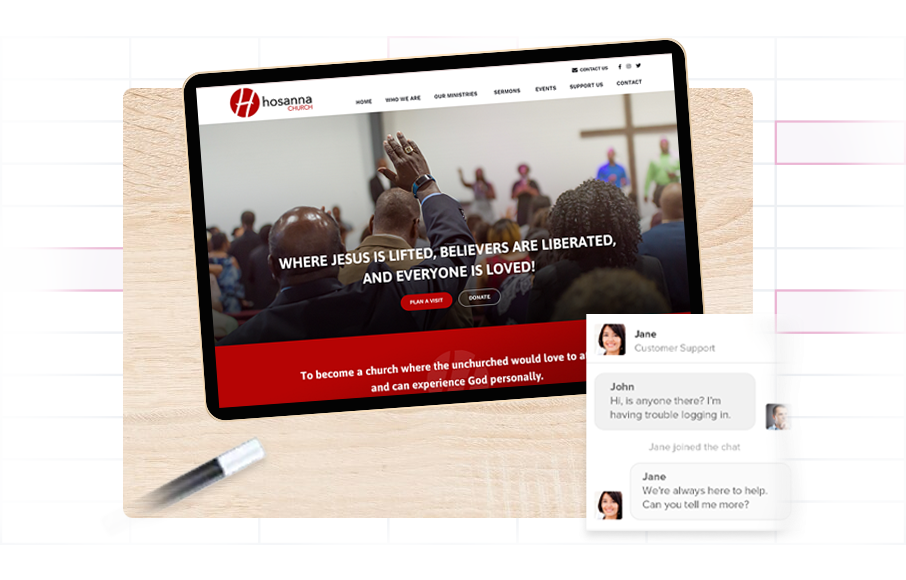 CONTACT US
hosanna
CHURCH
HOME WHO WE ARE OUR MINISTRIES SERMONS EVENTS SUPPORT US CONTACT
WHERE JESUS IS LIFTED, BELIEVERS ARE LIBERATED,
AND EVERYONE IS LOVED!
PLAN A VISIT DONATE
To become a church where the unchurched would love to
and can experience God personally.
Jane
Customer Support
John
Hi, is anyone there? I'm
having trouble logging in.
Jane joined the chat
Jane
We're always here to help.
Can you tell me more?